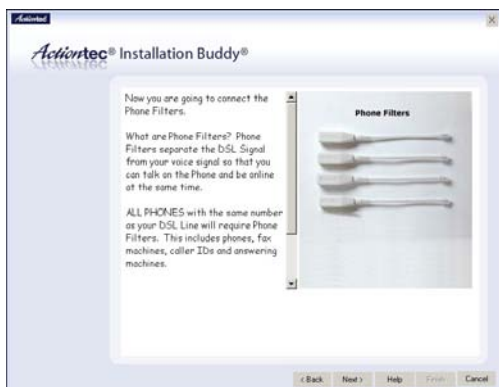 Actiontec
X
Actiontec® Installation Buddy®
Now you are going to connect the
Phone Filters.
What are Phone Filters? Phone
Filters separate the DSL Signal
from your voice signal so that you
can talk on the Phone and be online
at the same time.
ALL PHONES with the same number
as your DSL Line will require Phone
Filters. This includes phones, fax
machines, caller IDs and answering
machines.
Phone Filters
< Back
Next >
Help
Finish
Cancel